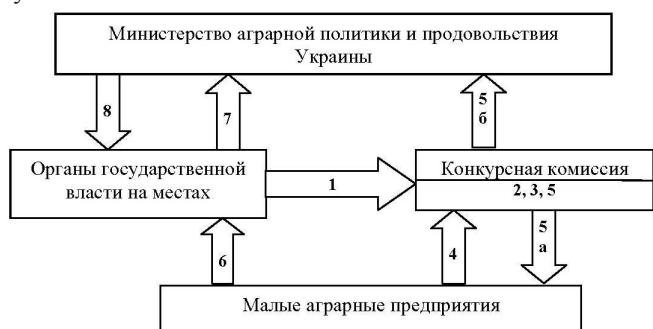 Министерство аграрной политики и продовольствия
Украины
8
7
5
б
Органы государственной
власти на местах
1
Конкурсная комиссия
2, 3, 5
6
4
5
а
Малые аграрные предприятия